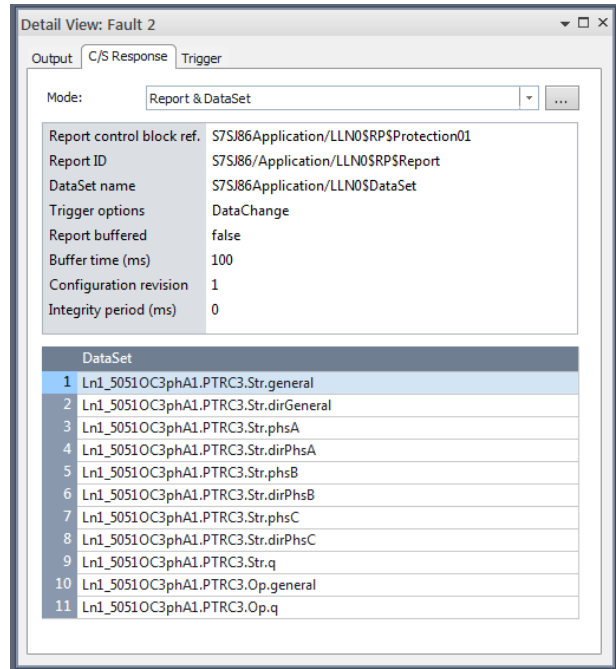 Detail View: Fault 2
Output C/S Response Trigger
Mode: Report & DataSet ...
Report control block ref. S7SJ86Application/LLN0$RP$Protection01
Report ID S7SJ86/Application/LLN0$RP$Report
DataSet name S7SJ86Application/LLN0$DataSet
Trigger options DataChange
Report buffered false
Buffer time (ms) 100
Configuration revision 1
Integrity period (ms) 0
DataSet
1 Ln1_5051OC3phA1.PTRC3.Str.general
2 Ln1_5051OC3phA1.PTRC3.Str.dirGeneral
3 Ln1_5051OC3phA1.PTRC3.Str.phsA
4 Ln1_5051OC3phA1.PTRC3.Str.dirPhsA
5 Ln1_5051OC3phA1.PTRC3.Str.phsB
6 Ln1_5051OC3phA1.PTRC3.Str.dirPhsB
7 Ln1_5051OC3phA1.PTRC3.Str.phsC
8 Ln1_5051OC3phA1.PTRC3.Str.dirPhsC
9 Ln1_5051OC3phA1.PTRC3.Str.q
10 Ln1_5051OC3phA1.PTRC3.Op.general
11 Ln1_5051OC3phA1.PTRC3.Op.q